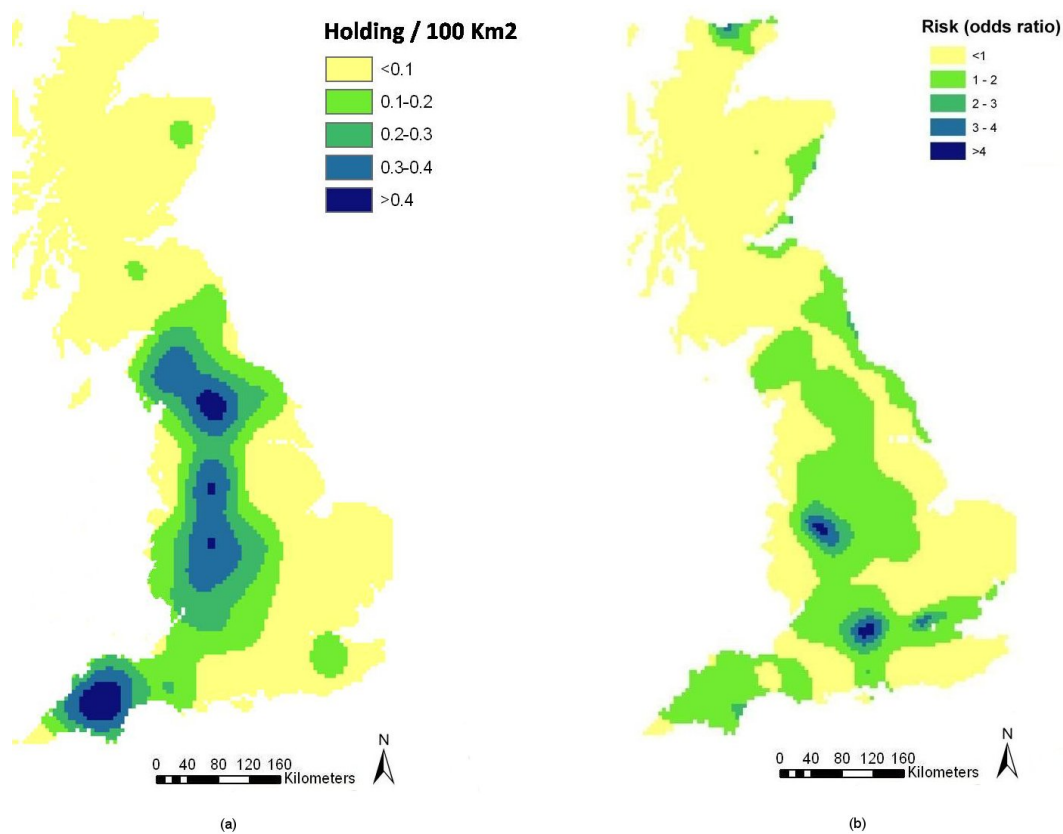 Holding / 100 Km2
<0.1
0.1-0.2
0.2-0.3
0.3-0.4
>0.4
N
0 40 80 120 160
Kilometers
(a)
Risk (odds ratio)
<1
1 - 2
2 - 3
3 - 4
>4
N
0 40 80 120 160
Kilometers
(b)